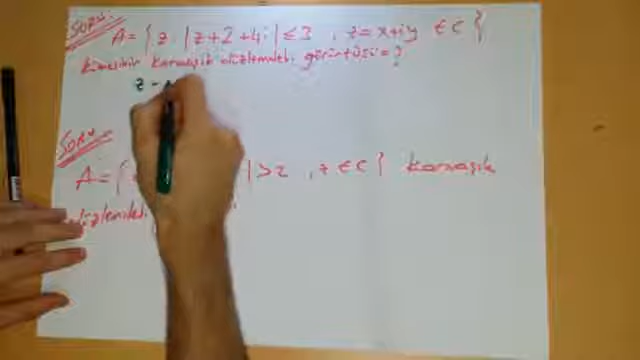 SORU:
A = { z : |z+2+4i| ≤ 3 , z = x+iy ∈ C }
kümesinin karmaşık düzlemdeki görüntüsü = ?
z -
SORU
A = { | > 2 , z ∈ C } karmaşık
düzlemdeki